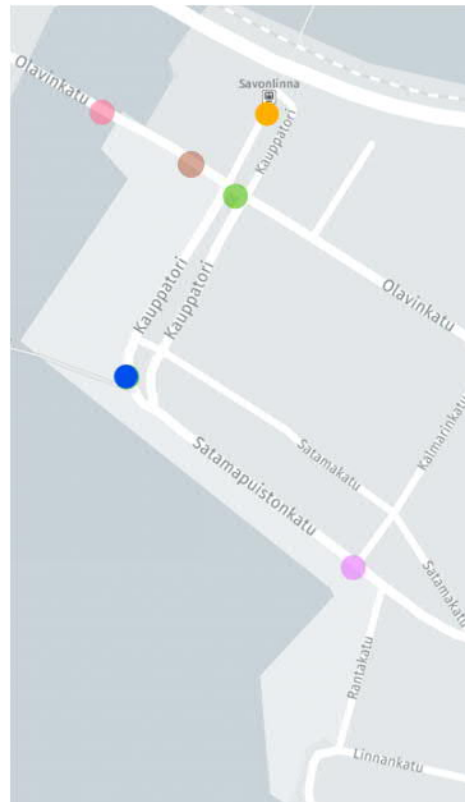 Olavinkatu
Savonlinna
Kauppatori
Kauppatori
Kauppatori
Olavinkatu
Kalmarinkatu
Satamakatu
Satamapuistonkatu
Satamakatu
Rantakatu
Linnankatu